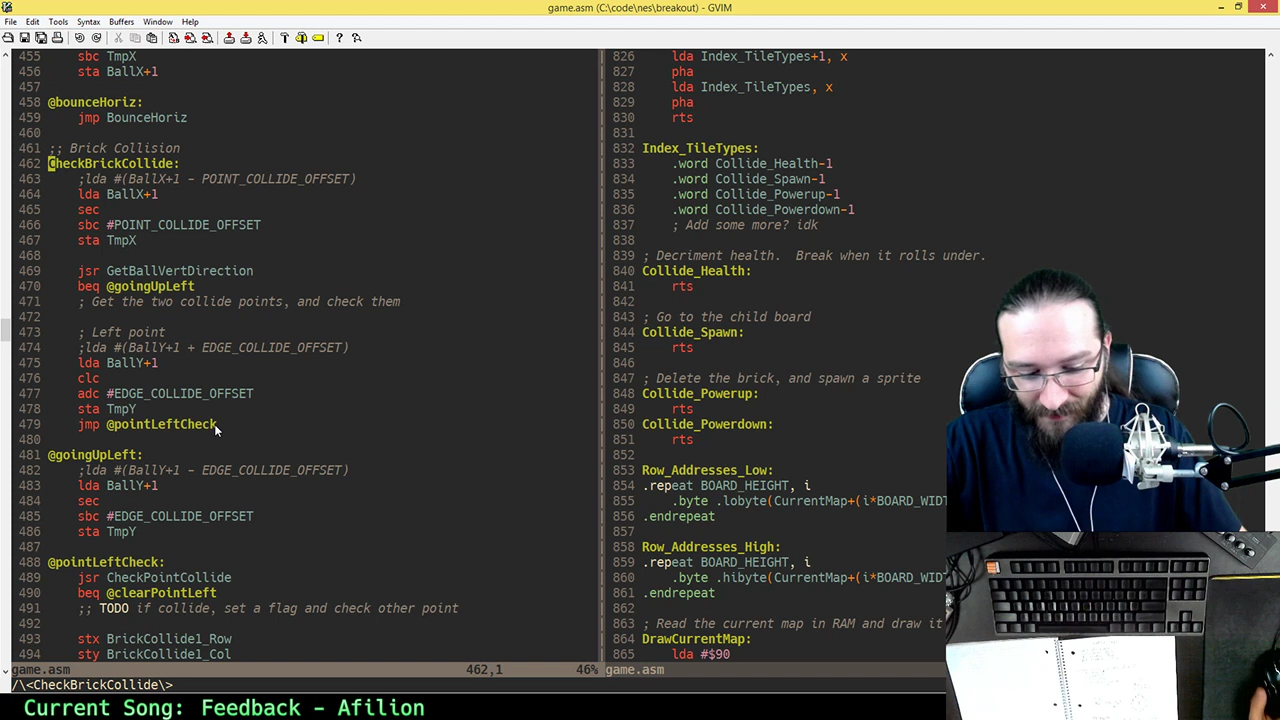 game.asm (C:\code\nes\breakout) - GVIM
File Edit Tools Syntax Buffers Window Help
455 sbc TmpX
456 sta BallX+1
457
458 @bounceHoriz:
459 jmp BounceHoriz
460
461 ;; Brick Collision
462 CheckBrickCollide:
463 ;lda #(BallX+1 - POINT_COLLIDE_OFFSET)
464 lda BallX+1
465 sec
466 sbc #POINT_COLLIDE_OFFSET
467 sta TmpX
468
469 jsr GetBallVertDirection
470 beq @goingUpLeft
471 ; Get the two collide points, and check them
472
473 ; Left point
474 ;lda #(BallY+1 + EDGE_COLLIDE_OFFSET)
475 lda BallY+1
476 clc
477 adc #EDGE_COLLIDE_OFFSET
478 sta TmpY
479 jmp @pointLeftCheck
480
481 @goingUpLeft:
482 ;lda #(BallY+1 - EDGE_COLLIDE_OFFSET)
483 lda BallY+1
484 sec
485 sbc #EDGE_COLLIDE_OFFSET
486 sta TmpY
487
488 @pointLeftCheck:
489 jsr CheckPointCollide
490 beq @clearPointLeft
491 ;; TODO if collide, set a flag and check other point
492
493 stx BrickCollide1_Row
494 sty BrickCollide1_Col
game.asm 462,1 46%
826 lda Index_TileTypes+1, x
827 pha
828 lda Index_TileTypes, x
829 pha
830 rts
831
832 Index_TileTypes:
833 .word Collide_Health-1
834 .word Collide_Spawn-1
835 .word Collide_Powerup-1
836 .word Collide_Powerdown-1
837 ; Add some more? idk
838
839 ; Decriment health.  Break when it rolls under.
840 Collide_Health:
841 rts
842
843 ; Go to the child board
844 Collide_Spawn:
845 rts
846
847 ; Delete the brick, and spawn a sprite
848 Collide_Powerup:
849 rts
850 Collide_Powerdown:
851 rts
852
853 Row_Addresses_Low:
854 .repeat BOARD_HEIGHT, i
855 .byte .lobyte(CurrentMap+(i*BOARD_WID
856 .endrepeat
857
858 Row_Addresses_High:
859 .repeat BOARD_HEIGHT, i
860 .byte .hibyte(CurrentMap+(i*BOARD_WID
861 .endrepeat
862
863 ; Read the current map in RAM and draw it
864 DrawCurrentMap:
865 lda #$90
game.asm
/\<CheckBrickCollide\>
Current Song: Feedback - Afilion